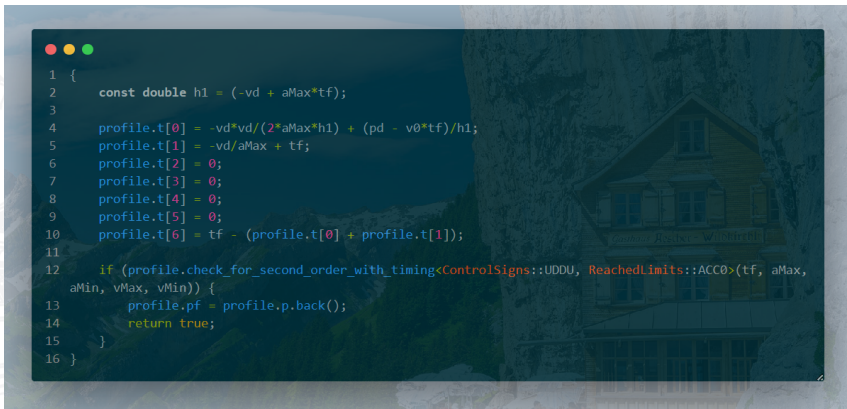 1 {
2 const double h1 = (-vd + aMax*tf);
3
4 profile.t[0] = -vd*vd/(2*aMax*h1) + (pd - v0*tf)/h1;
5 profile.t[1] = -vd/aMax + tf;
6 profile.t[2] = 0;
7 profile.t[3] = 0;
8 profile.t[4] = 0;
9 profile.t[5] = 0;
10 profile.t[6] = tf - (profile.t[0] + profile.t[1]);
11
12 if (profile.check_for_second_order_with_timing<ControlSigns::UDDU, ReachedLimits::ACC0>(tf, aMax,
aMin, vMax, vMin)) {
13 profile.pf = profile.p.back();
14 return true;
15 }
16 }